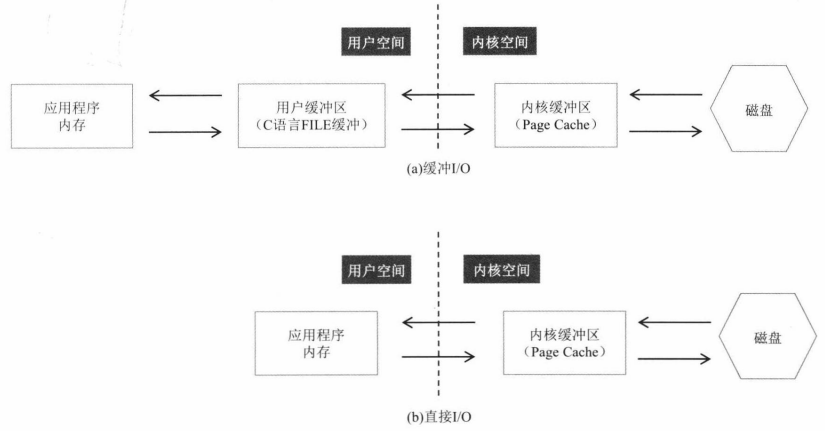 用户空间
内核空间
应用程序
内存
用户缓冲区
（C语言FILE缓冲）
内核缓冲区
（Page Cache）
磁盘
(a)缓冲I/O
用户空间
内核空间
应用程序
内存
内核缓冲区
（Page Cache）
磁盘
(b)直接I/O